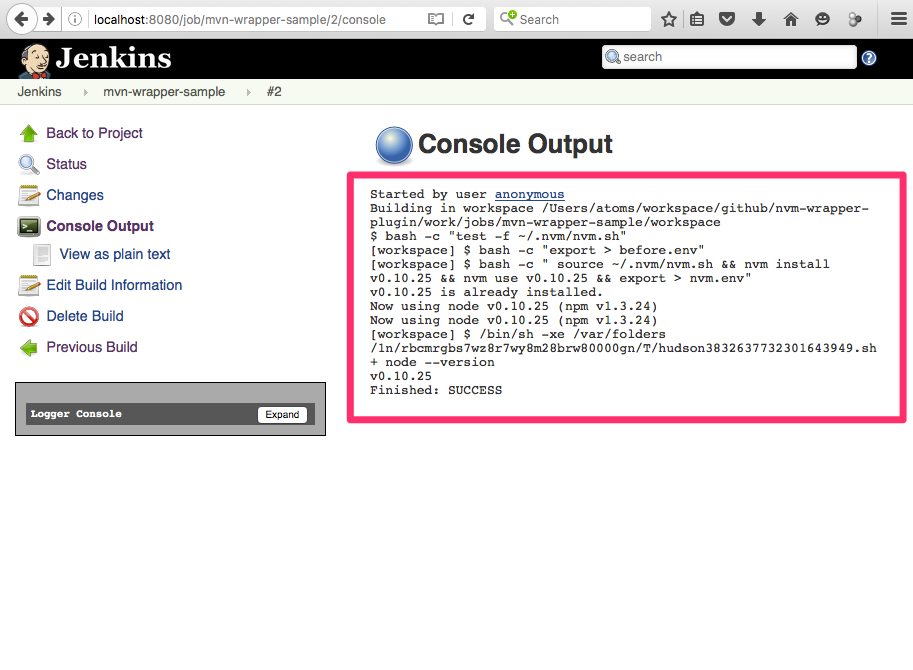 localhost:8080/job/mvn-wrapper-sample/2/console
Search
Jenkins
search
?
Jenkins
mvn-wrapper-sample
#2
Back to Project
Status
Changes
Console Output
View as plain text
Edit Build Information
Delete Build
Previous Build
Logger Console
Expand
Console Output
Started by user anonymous
Building in workspace /Users/atoms/workspace/github/nvm-wrapper-
plugin/work/jobs/mvn-wrapper-sample/workspace
$ bash -c "test -f ~/.nvm/nvm.sh"
[workspace] $ bash -c "export > before.env"
[workspace] $ bash -c " source ~/.nvm/nvm.sh && nvm install
v0.10.25 && nvm use v0.10.25 && export > nvm.env"
v0.10.25 is already installed.
Now using node v0.10.25 (npm v1.3.24)
Now using node v0.10.25 (npm v1.3.24)
[workspace] $ /bin/sh -xe /var/folders
/ln/rbcmrgbs7wz8r7wy8m28brw80000gn/T/hudson3832637732301643949.sh
+ node --version
v0.10.25
Finished: SUCCESS